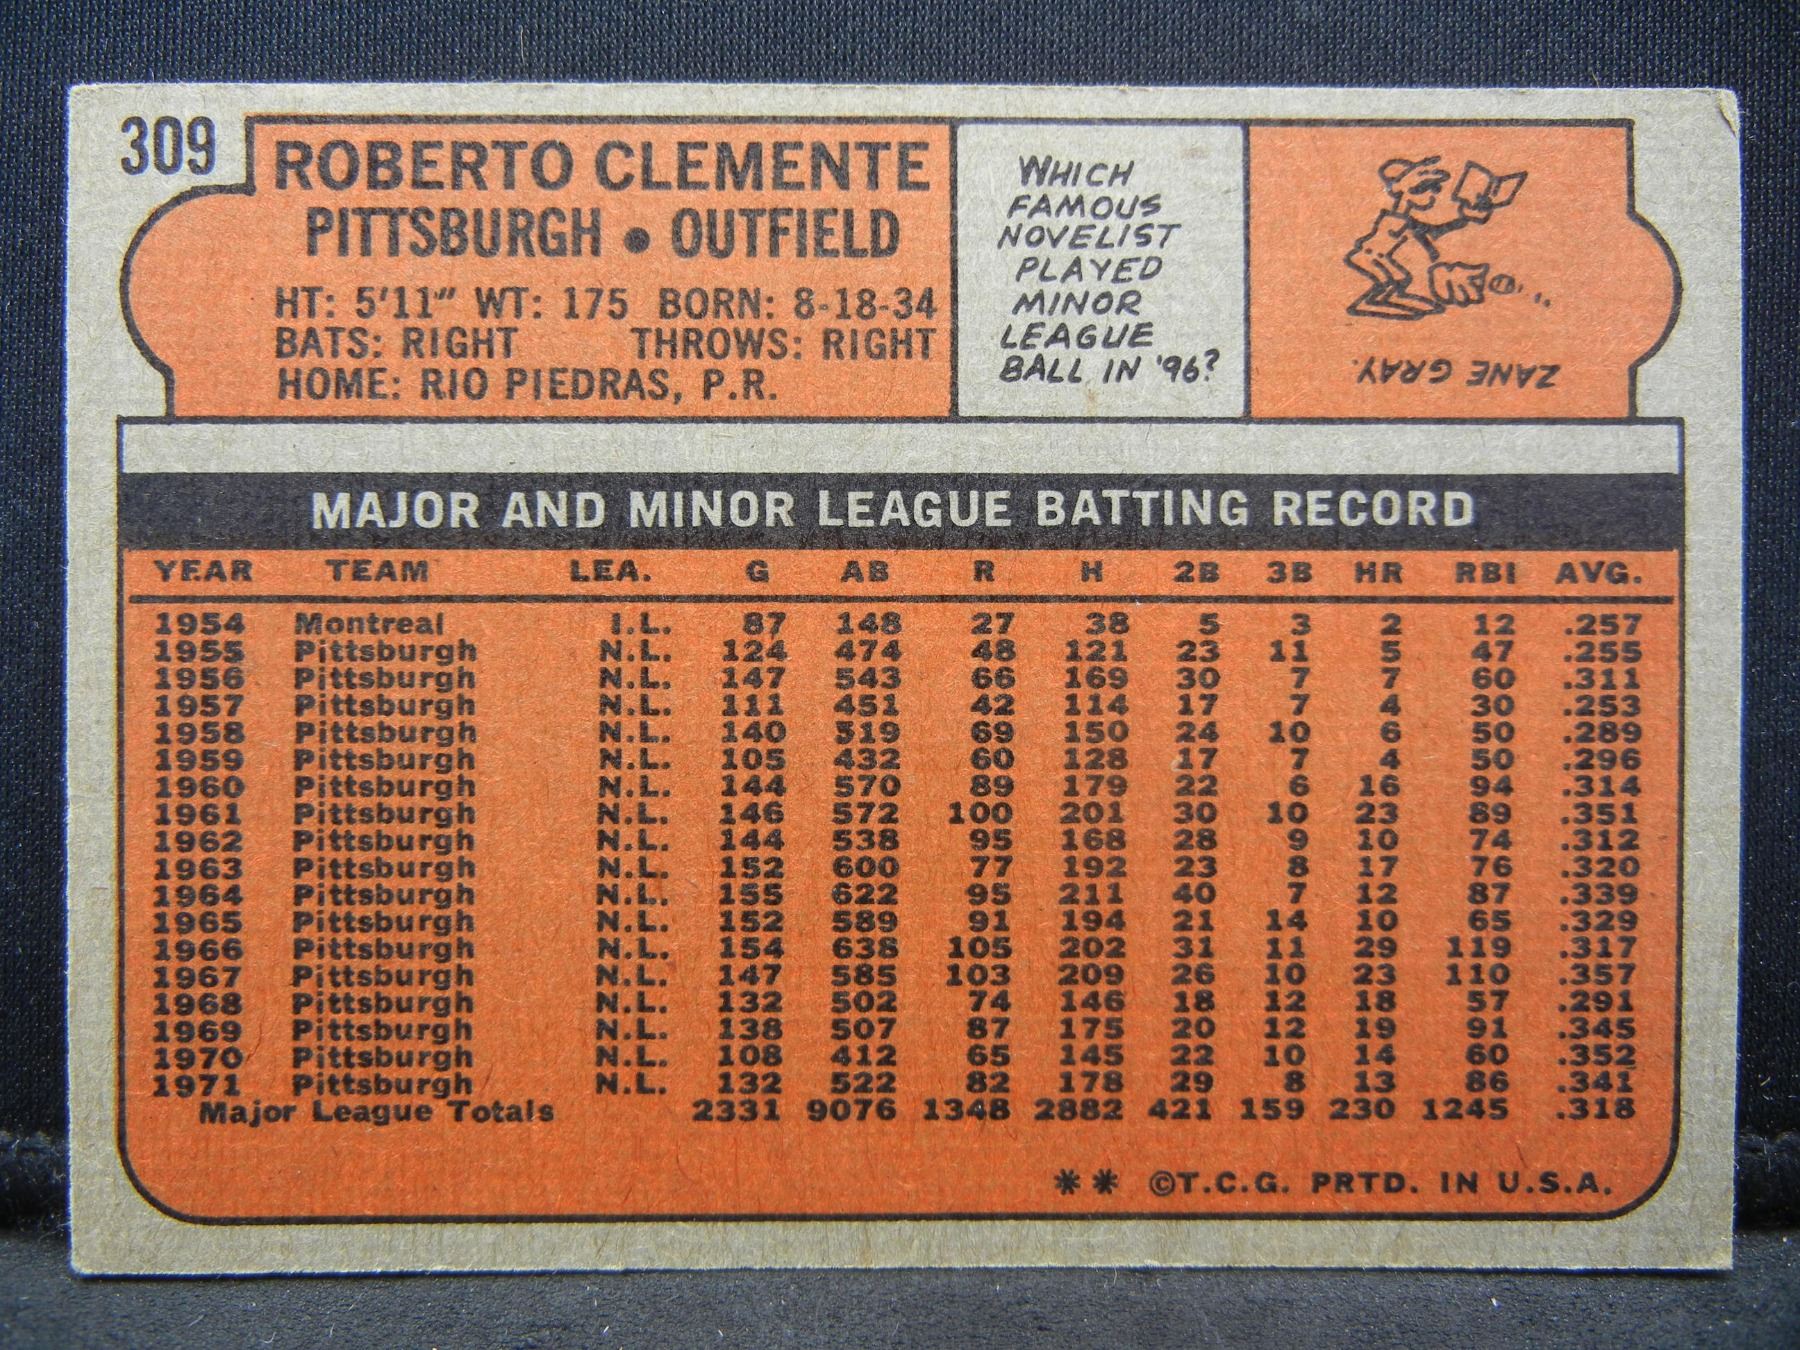 309
ROBERTO CLEMENTE
PITTSBURGH • OUTFIELD
HT: 5'11" WT: 175 BORN: 8-18-34
BATS: RIGHT THROWS: RIGHT
HOME: RIO PIEDRAS, P.R.
WHICH
FAMOUS
NOVELIST
PLAYED
MINOR
LEAGUE
BALL IN '96?
ZANE GRAY.
MAJOR AND MINOR LEAGUE BATTING RECORD
YEAR TEAM LEA. G AB R H 2B 3B HR RBI AVG.
1954 Montreal I.L. 87 148 27 38 5 3 2 12 .257
1955 Pittsburgh N.L. 124 474 48 121 23 11 5 47 .255
1956 Pittsburgh N.L. 147 543 66 169 30 7 7 60 .311
1957 Pittsburgh N.L. 111 451 42 114 17 7 4 30 .253
1958 Pittsburgh N.L. 140 519 69 150 24 10 6 50 .289
1959 Pittsburgh N.L. 105 432 60 128 17 7 4 50 .296
1960 Pittsburgh N.L. 144 570 89 179 22 6 16 94 .314
1961 Pittsburgh N.L. 146 572 100 201 30 10 23 89 .351
1962 Pittsburgh N.L. 144 538 95 168 28 9 10 74 .312
1963 Pittsburgh N.L. 152 600 77 192 23 8 17 76 .320
1964 Pittsburgh N.L. 155 622 95 211 40 7 12 87 .339
1965 Pittsburgh N.L. 152 589 91 194 21 14 10 65 .329
1966 Pittsburgh N.L. 154 638 105 202 31 11 29 119 .317
1967 Pittsburgh N.L. 147 585 103 209 26 10 23 110 .357
1968 Pittsburgh N.L. 132 502 74 146 18 12 18 57 .291
1969 Pittsburgh N.L. 138 507 87 175 20 12 19 91 .345
1970 Pittsburgh N.L. 108 412 65 145 22 10 14 60 .352
1971 Pittsburgh N.L. 132 522 82 178 29 8 13 86 .341
Major League Totals 2331 9076 1348 2882 421 159 230 1245 .318
** ©T.C.G. PRTD. IN U.S.A.